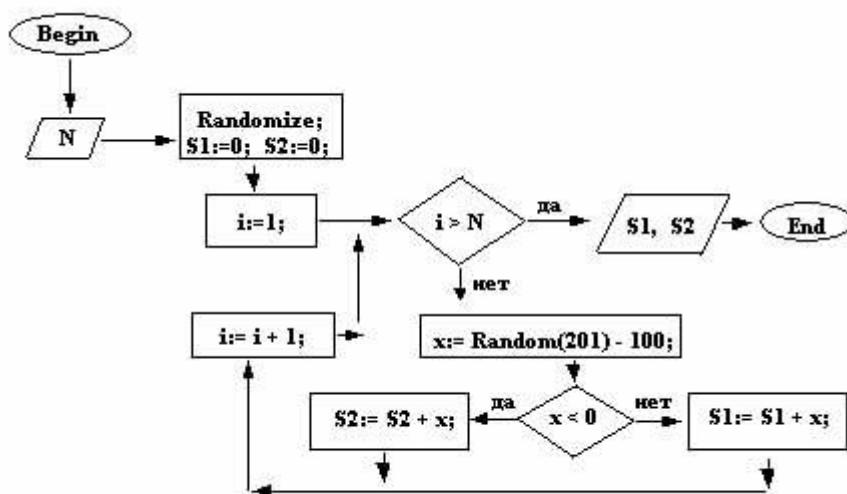 Begin
N
Randomize;
S1:=0; S2:=0;
i:=1;
i > N
да
S1, S2
End
нет
i:= i + 1;
x:= Random(201) - 100;
S2:= S2 + x;
да
x < 0
нет
S1:= S1 + x;